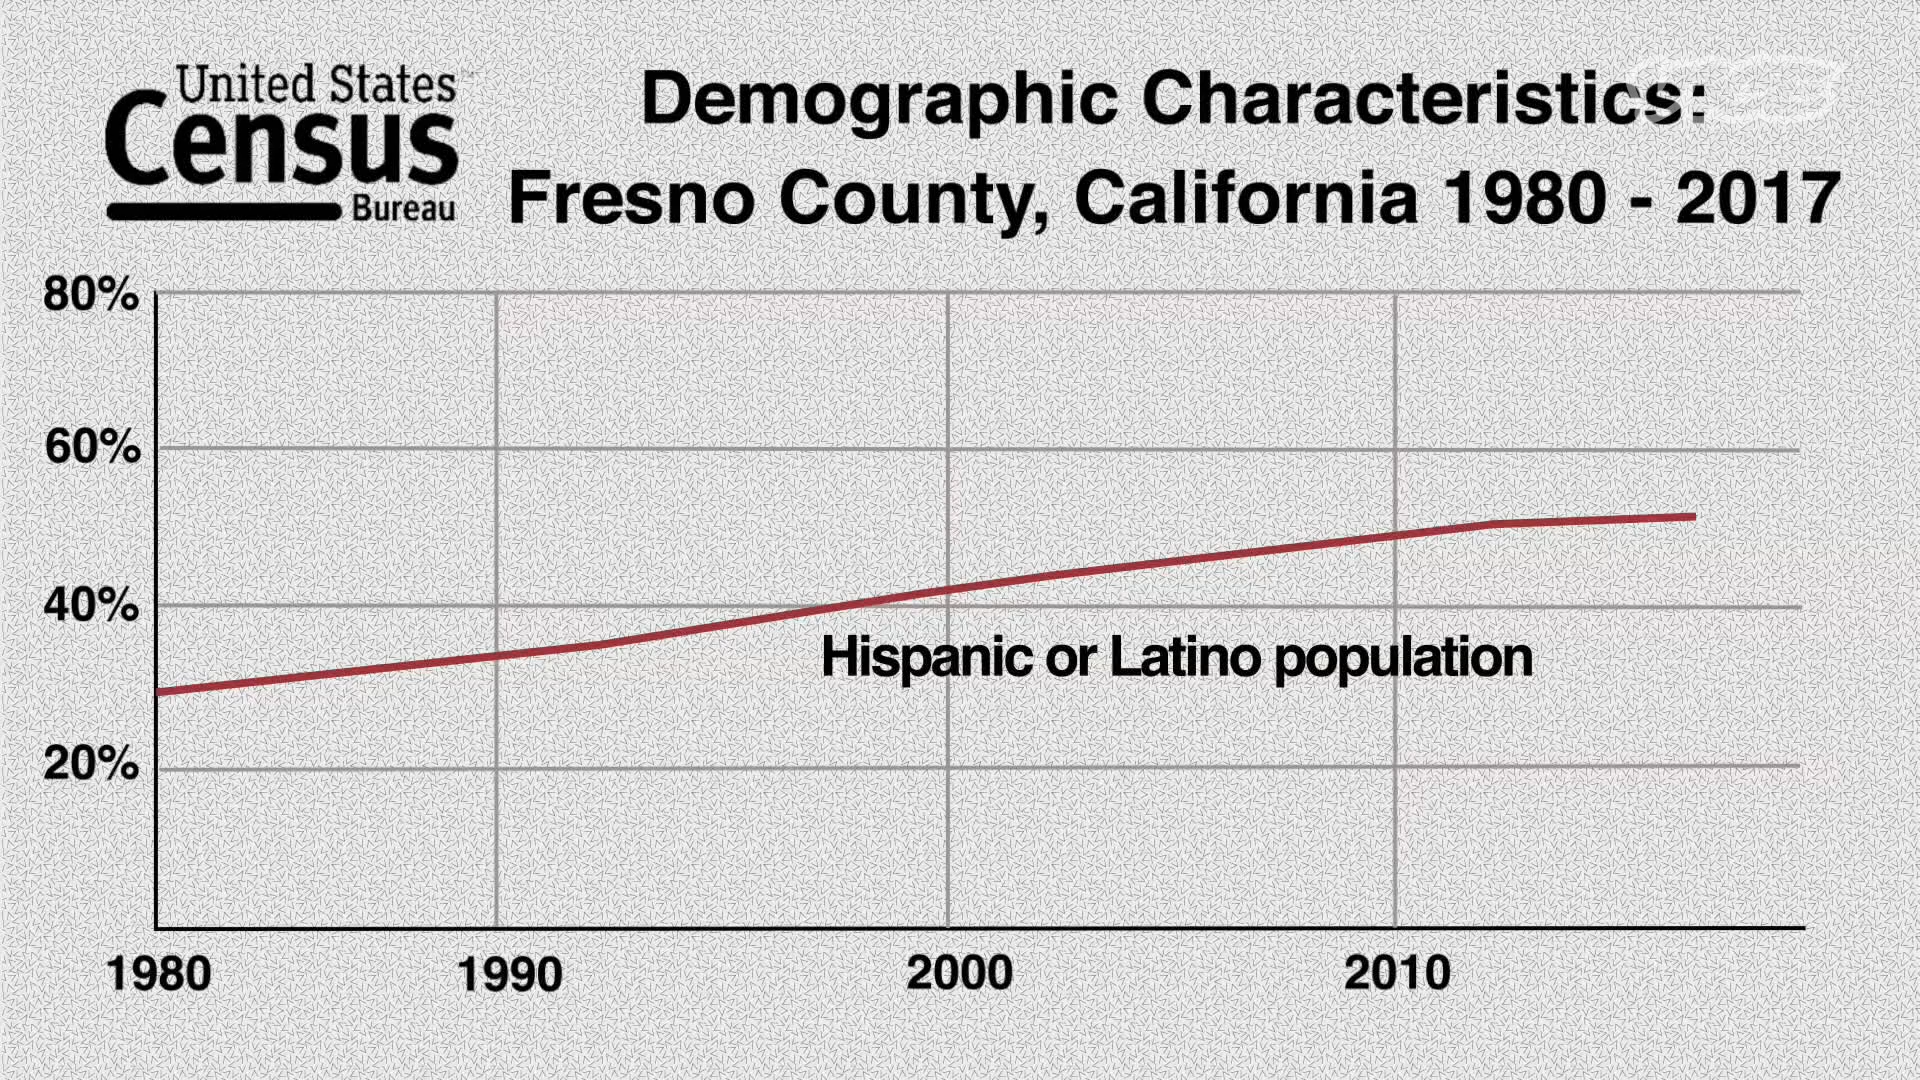 United States
Census
Bureau
Demographic Characteristics:
Fresno County, California 1980 - 2017
80%
60%
40%
20%
Hispanic or Latino population
1980 1990 2000 2010